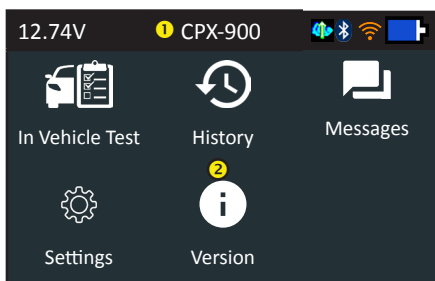 12.74V 1 CPX-900
In Vehicle Test History Messages
2
i
Settings Version